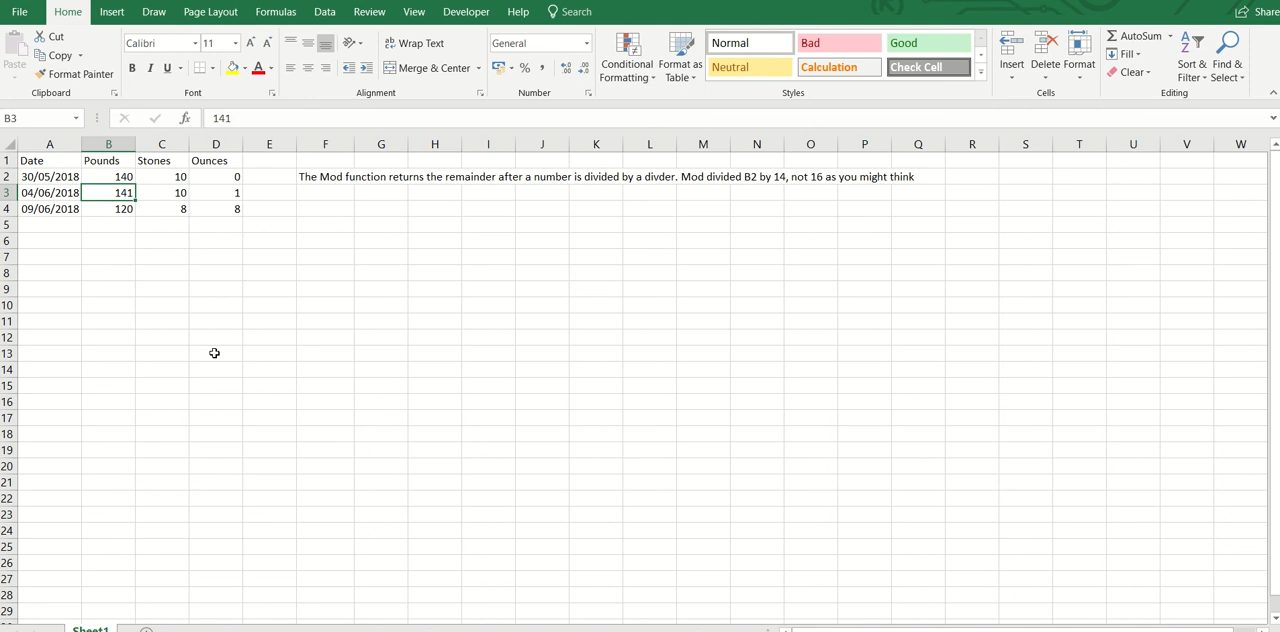 File Home Insert Draw Page Layout Formulas Data Review View Developer Help Search Share
Paste Cut Calibri 11 Wrap Text General Conditional Formatting Format as Table Normal Bad Good Insert Delete Format AutoSum Sort & Filter Find & Select
Copy Fill
Format Painter B I U Merge & Center % Neutral Calculation Check Cell Clear
Clipboard Font Alignment Number Styles Cells Editing
B3 fx 141
A B C D E F G H I J K L M N O P Q R S T U V W
1 Date Pounds Stones Ounces
2 30/05/2018 140 10 0 The Mod function returns the remainder after a number is divided by a divder. Mod divided B2 by 14, not 16 as you might think
3 04/06/2018 141 10 1
4 09/06/2018 120 8 8
5
6
7
8
9
10
11
12
13
14
15
16
17
18
19
20
21
22
23
24
25
26
27
28
29
Sheet1